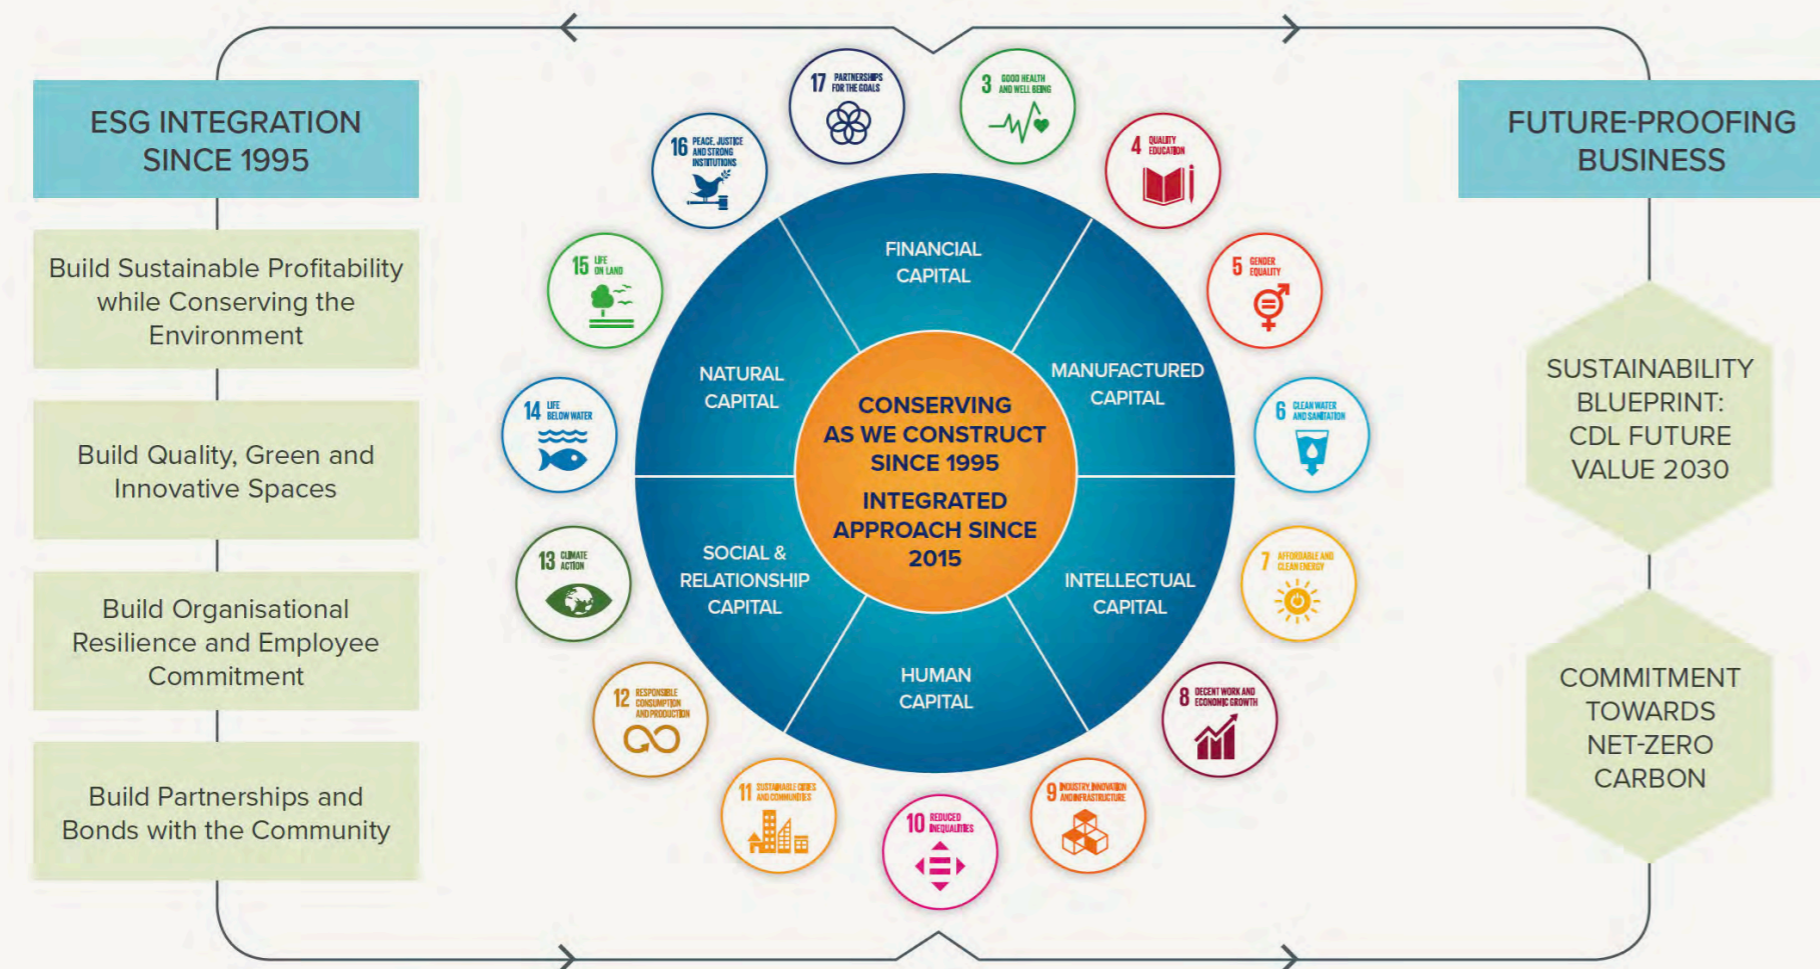 ESG INTEGRATION
SINCE 1995
Build Sustainable Profitability
while Conserving the
Environment
Build Quality, Green and
Innovative Spaces
Build Organisational
Resilience and Employee
Commitment
Build Partnerships and
Bonds with the Community
17 PARTNERSHIPS
FOR THE GOALS
3 GOOD HEALTH
AND WELL BEING
16 PEACE, JUSTICE
AND STRONG
INSTITUTIONS
4 QUALITY
EDUCATION
15 LIFE
ON LAND
5 GENDER
EQUALITY
14 LIFE
BELOW WATER
6 CLEAN WATER
AND SANITATION
13 CLIMATE
ACTION
7 AFFORDABLE AND
CLEAN ENERGY
12 RESPONSIBLE
CONSUMPTION
AND PRODUCTION
8 DECENT WORK AND
ECONOMIC GROWTH
11 SUSTAINABLE CITIES
AND COMMUNITIES
9 INDUSTRY, INNOVATION
AND INFRASTRUCTURE
10 REDUCED
INEQUALITIES
FINANCIAL
CAPITAL
NATURAL
CAPITAL
MANUFACTURED
CAPITAL
CONSERVING
AS WE CONSTRUCT
SINCE 1995
INTEGRATED
APPROACH SINCE
2015
SOCIAL &
RELATIONSHIP
CAPITAL
INTELLECTUAL
CAPITAL
HUMAN
CAPITAL
FUTURE-PROOFING
BUSINESS
SUSTAINABILITY
BLUEPRINT:
CDL FUTURE
VALUE 2030
COMMITMENT
TOWARDS
NET-ZERO
CARBON